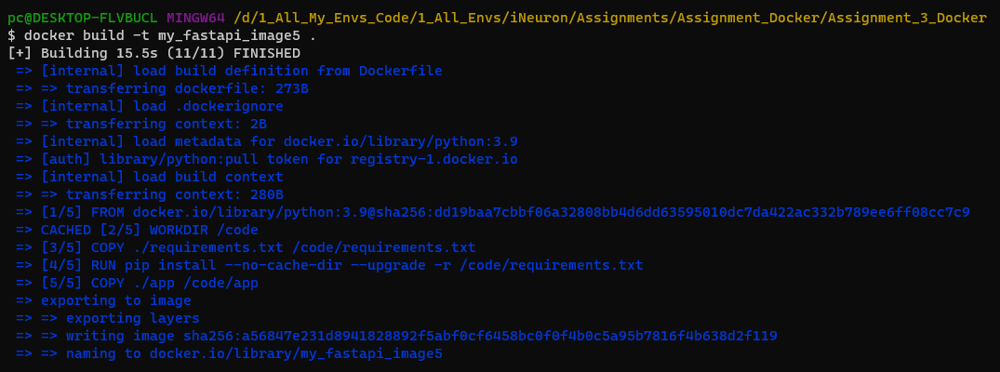 pc@DESKTOP-FLVBUCL MINGW64 /d/1_All_My_Envs_Code/1_All_Envs/iNeuron/Assignments/Assignment_Docker/Assignment_3_Docker
$ docker build -t my_fastapi_image5 .
[+] Building 15.5s (11/11) FINISHED
=> [internal] load build definition from Dockerfile
=> => transferring dockerfile: 273B
=> [internal] load .dockerignore
=> => transferring context: 2B
=> [internal] load metadata for docker.io/library/python:3.9
=> [auth] library/python:pull token for registry-1.docker.io
=> [internal] load build context
=> => transferring context: 280B
=> [1/5] FROM docker.io/library/python:3.9@sha256:dd19baa7cbbf06a32808bb4d6dd63595010dc7da422ac332b789ee6ff08cc7c9
=> CACHED [2/5] WORKDIR /code
=> [3/5] COPY ./requirements.txt /code/requirements.txt
=> [4/5] RUN pip install --no-cache-dir --upgrade -r /code/requirements.txt
=> [5/5] COPY ./app /code/app
=> exporting to image
=> => exporting layers
=> => writing image sha256:a56847e231d8941828892f5abf0cf6458bc0f0f4b0c5a95b7816f4b638d2f119
=> => naming to docker.io/library/my_fastapi_image5